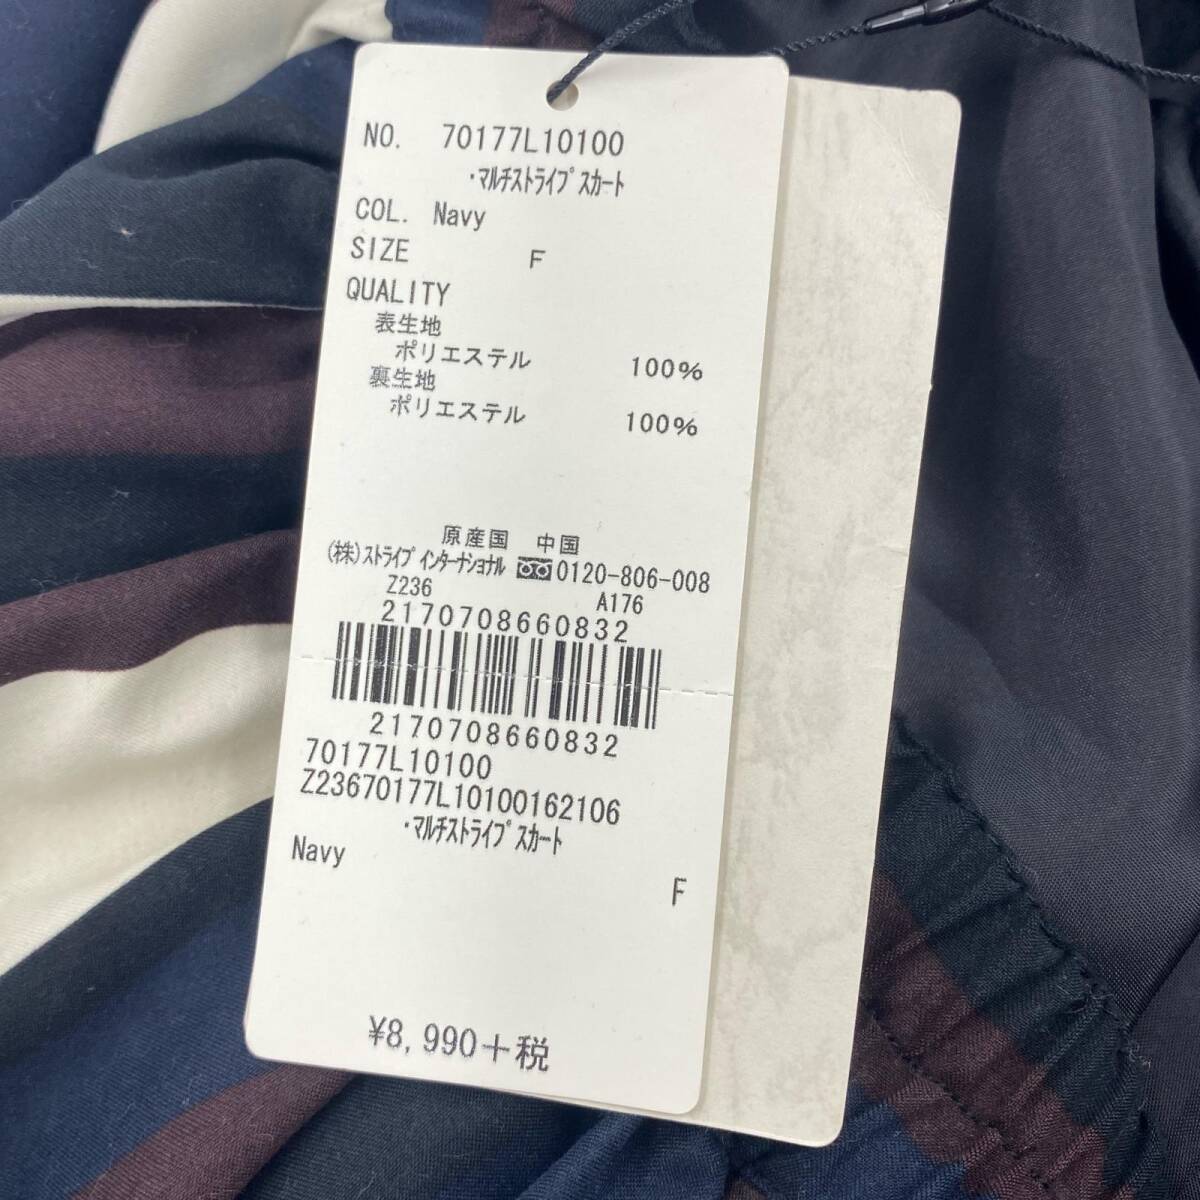 NO. 70177L10100
・マルチストライプスカート
COL. Navy
SIZE F
QUALITY
表生地
ポリエステル 100%
裏生地
ポリエステル 100%
原産国 中国
(株)ストライプインターナショナル 0120-806-008
Z236 A176
2170708660832
2170708660832
70177L10100
Z23670177L10100162106
・マルチストライプスカート
Navy
F
¥8,990+税